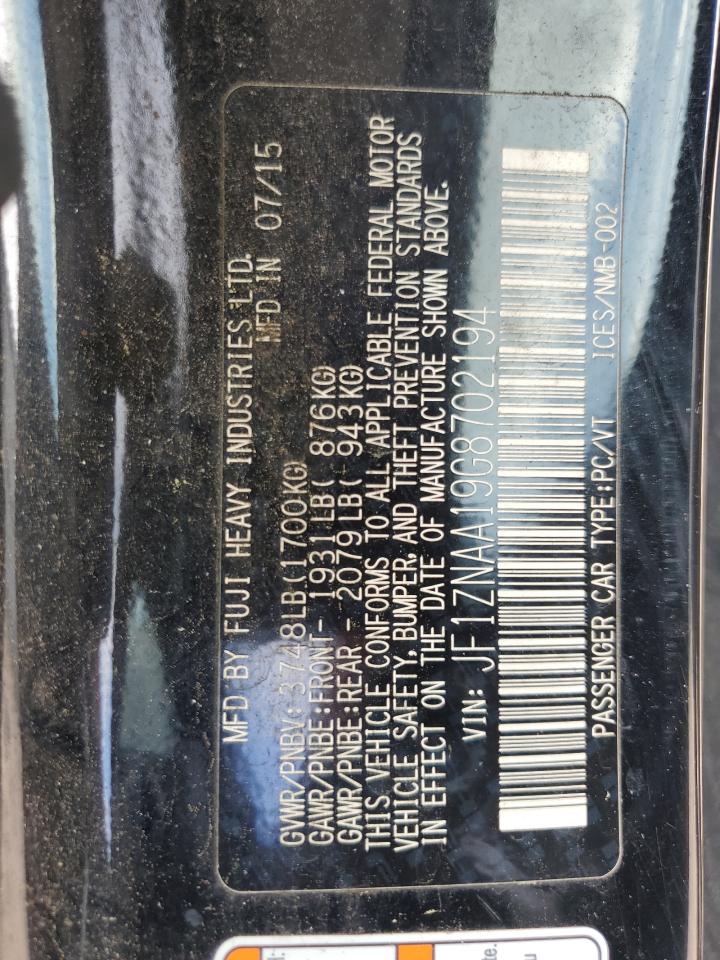 MFD BY FUJI HEAVY INDUSTRIES LTD.
MFD IN 07/15
GVWR/PNBV: 3748LB(1700KG)
GAWR/PNBE:FRONT- 1931LB( 876KG)
GAWR/PNBE:REAR - 2079LB( 943KG)
THIS VEHICLE CONFORMS TO ALL APPLICABLE FEDERAL MOTOR
VEHICLE SAFETY, BUMPER, AND THEFT PREVENTION STANDARDS
IN EFFECT ON THE DATE OF MANUFACTURE SHOWN ABOVE.
VIN: JF1ZNAA19G8702194
PASSENGER CAR TYPE:PC/VT ICES/NMB-002